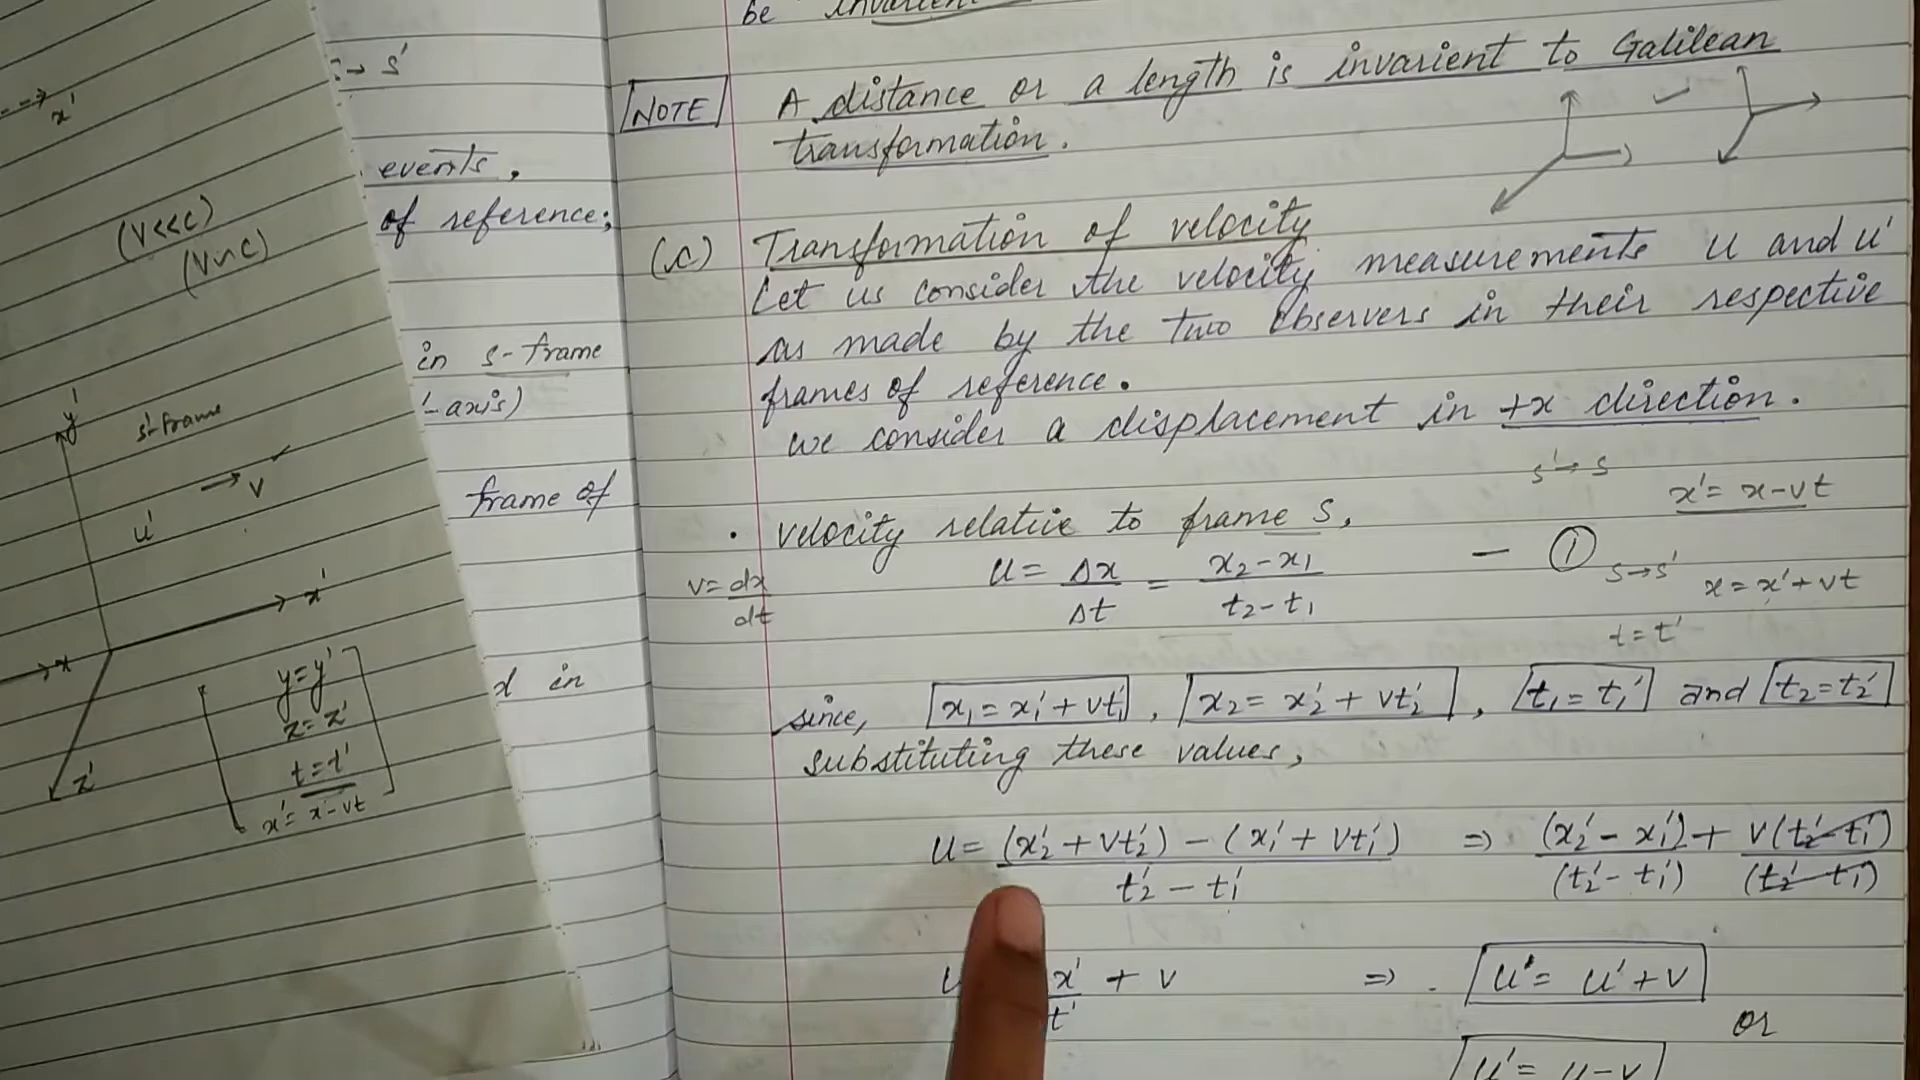 be
NOTE A distance or a length is invarient to Galilean
transformation.
(c) Transformation of velocity
Let us consider the velocity measurements u and u'
as made by the two observers in their respective
frames of reference.
we consider a displacement in +x direction.
s' → s
x' = x - vt
· velocity relative to frame S,
u = Δx/Δt = (x₂ - x₁)/(t₂ - t₁) — ①
s → s' x = x' + vt
v = dx/dt
t = t'
since, x₁ = x₁' + vt₁', x₂ = x₂' + vt₂', t₁ = t₁' and t₂ = t₂'
substituting these values,
u = ((x₂' + vt₂') - (x₁' + vt₁'))/(t₂' - t₁') ⇒ (x₂' - x₁')/(t₂' - t₁') + v(t₂' - t₁')/(t₂' - t₁')
x'/t' + v ⇒ u' = u' + v
or
u' = u - v
→ s'
events,
of reference;
in s-frame
'-axis)
frame of
d in
x'
(v<<c)
(v~c)
y'
s'-frame
→ v
u'
x'
→ x
z'
y = y'
z = z'
t = t'
x' = x - vt